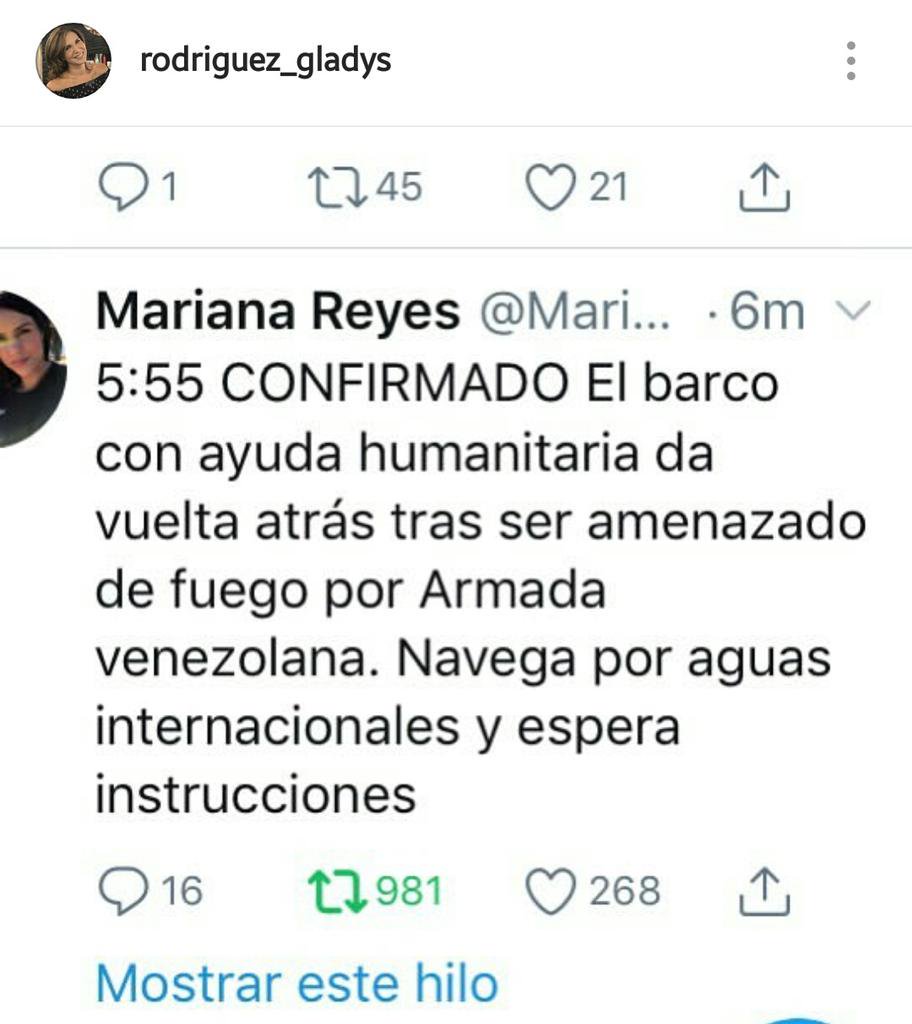 rodriguez_gladys
1 45 21
Mariana Reyes @Mari... · 6m
5:55 CONFIRMADO El barco
con ayuda humanitaria da
vuelta atrás tras ser amenazado
de fuego por Armada
venezolana. Navega por aguas
internacionales y espera
instrucciones
16 981 268
Mostrar este hilo